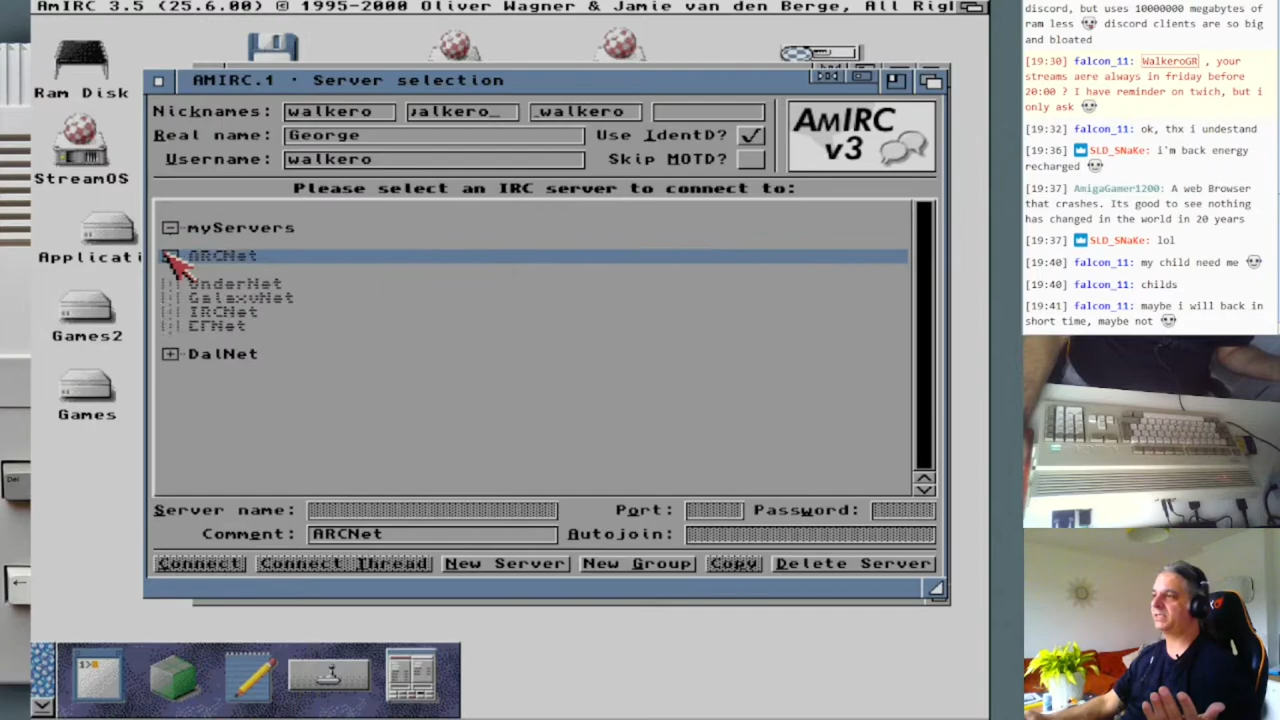 AmIRC 3.5 (25.6.00) © 1995-2000 Oliver Wagner & Jamie van den Berge, All Rigl
Ram Disk
StreamOS
Applicati
Games2
Games
AMIRC.1 · Server selection
Nicknames: walkero walkero_ _walkero
Real name: George Use IdentD?
Username: walkero Skip MOTD?
AmIRC
v3
Please select an IRC server to connect to:
myServers
ARCNet
UnderNet
GalaxyNet
IRCNet
EFNet
DalNet
Server name: Port: Password:
Comment: ARCNet Autojoin:
Connect Connect Thread New Server New Group Copy Delete Server
1>
Del
discord, but uses 10000000 megabytes of
ram less discord clients are so big
and bloated
[19:30] falcon_11: WalkeroGR , your
streams aere always in friday before
20:00 ? I have reminder on twich, but i
only ask
[19:32] falcon_11: ok, thx i undestand
[19:36] SLD_SNaKe: i'm back energy
recharged
[19:37] AmigaGamer1200: A web Browser
that crashes. Its good to see nothing
has changed in the world in 20 years
[19:37] SLD_SNaKe: lol
[19:40] falcon_11: my child need me
[19:40] falcon_11: childs
[19:41] falcon_11: maybe i will back in
short time, maybe not